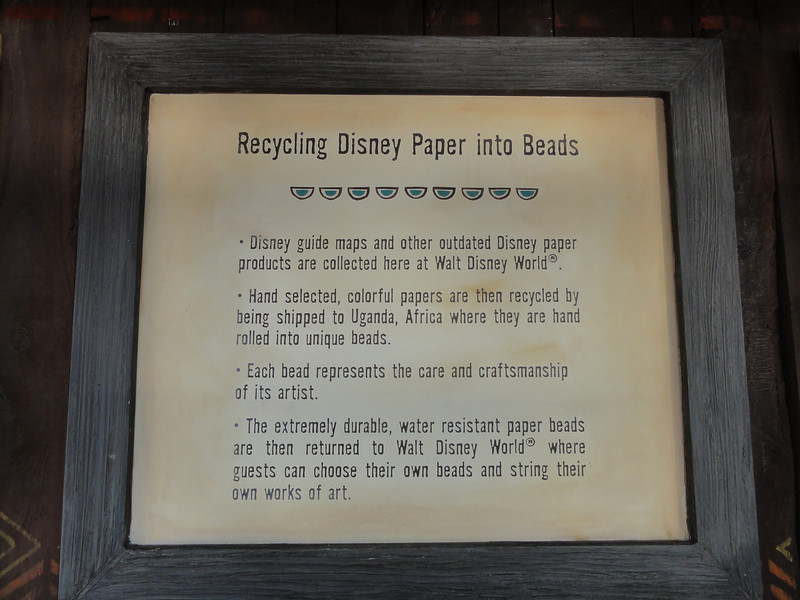 Recycling Disney Paper into Beads
• Disney guide maps and other outdated Disney paper
products are collected here at Walt Disney World®.
• Hand selected, colorful papers are then recycled by
being shipped to Uganda, Africa where they are hand
rolled into unique beads.
• Each bead represents the care and craftsmanship
of its artist.
• The extremely durable, water resistant paper beads
are then returned to Walt Disney World® where
guests can choose their own beads and string their
own works of art.